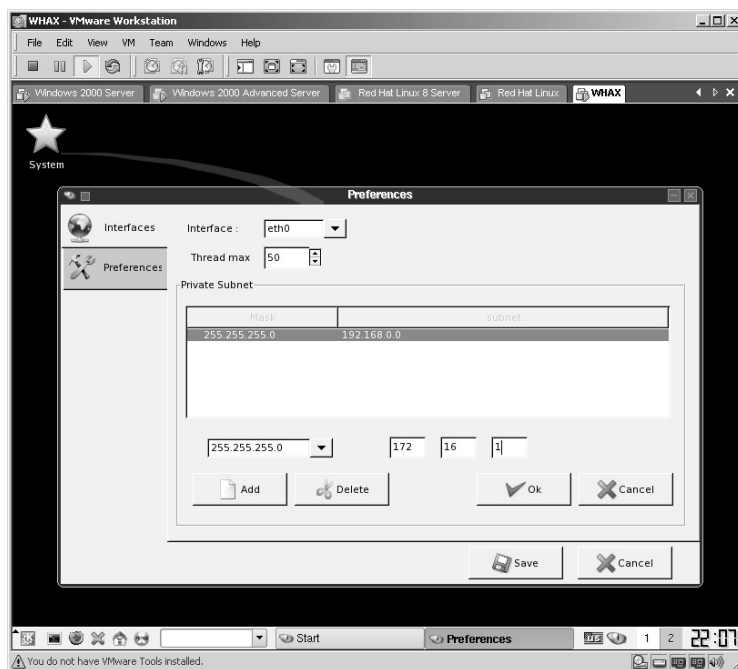 WHAX - VMware Workstation
File Edit View VM Team Windows Help
Windows 2000 Server Windows 2000 Advanced Server Red Hat Linux 8 Server Red Hat Linux WHAX
System
Preferences
Interfaces
Preferences
Interface : eth0
Thread max 50
Private Subnet
Mask subnet
255.255.255.0 192.168.0.0
255.255.255.0 172 16 1
Add Delete Ok Cancel
Save Cancel
Start Preferences 1 2 22:07
You do not have VMware Tools installed.